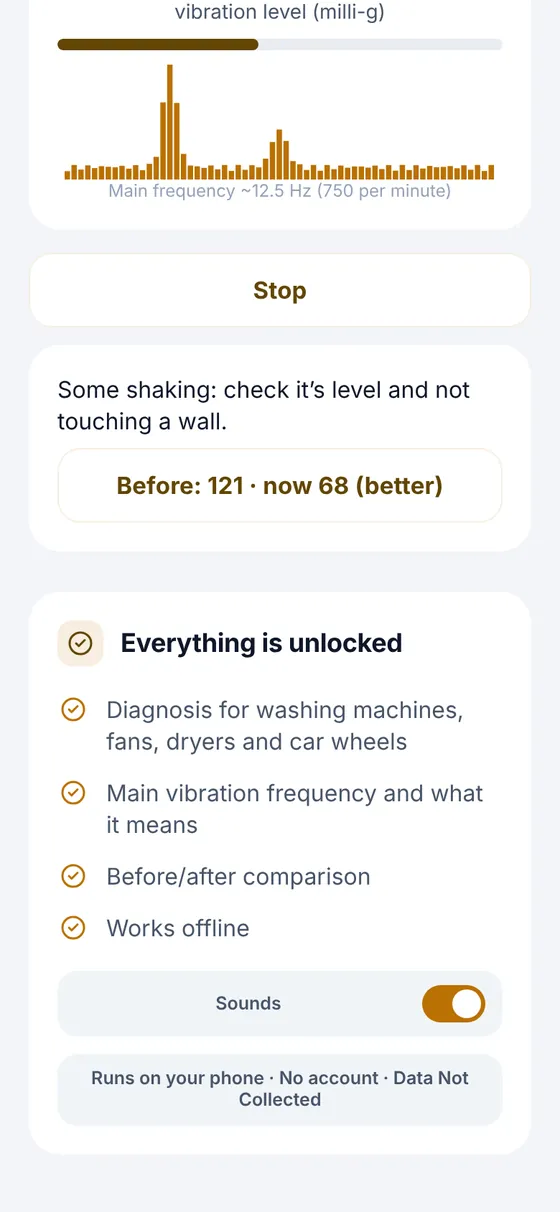 vibration level (milli-g)
Main frequency ~12.5 Hz (750 per minute)
Stop
Some shaking: check it’s level and not
touching a wall.
Before: 121 · now 68 (better)
Everything is unlocked
Diagnosis for washing machines,
fans, dryers and car wheels
Main vibration frequency and what
it means
Before/after comparison
Works offline
Sounds
Runs on your phone · No account · Data Not
Collected